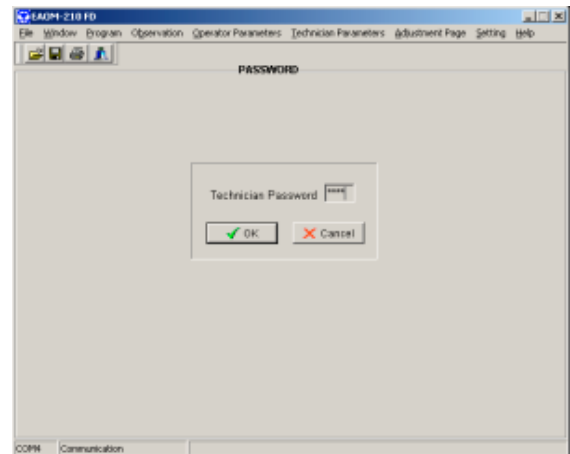 EAOM-210 FD
File Window Program Observation Operator Parameters Technician Parameters Adjustment Page Setting Help
PASSWORD
Technician Password ****
OK Cancel
COM4 Communication